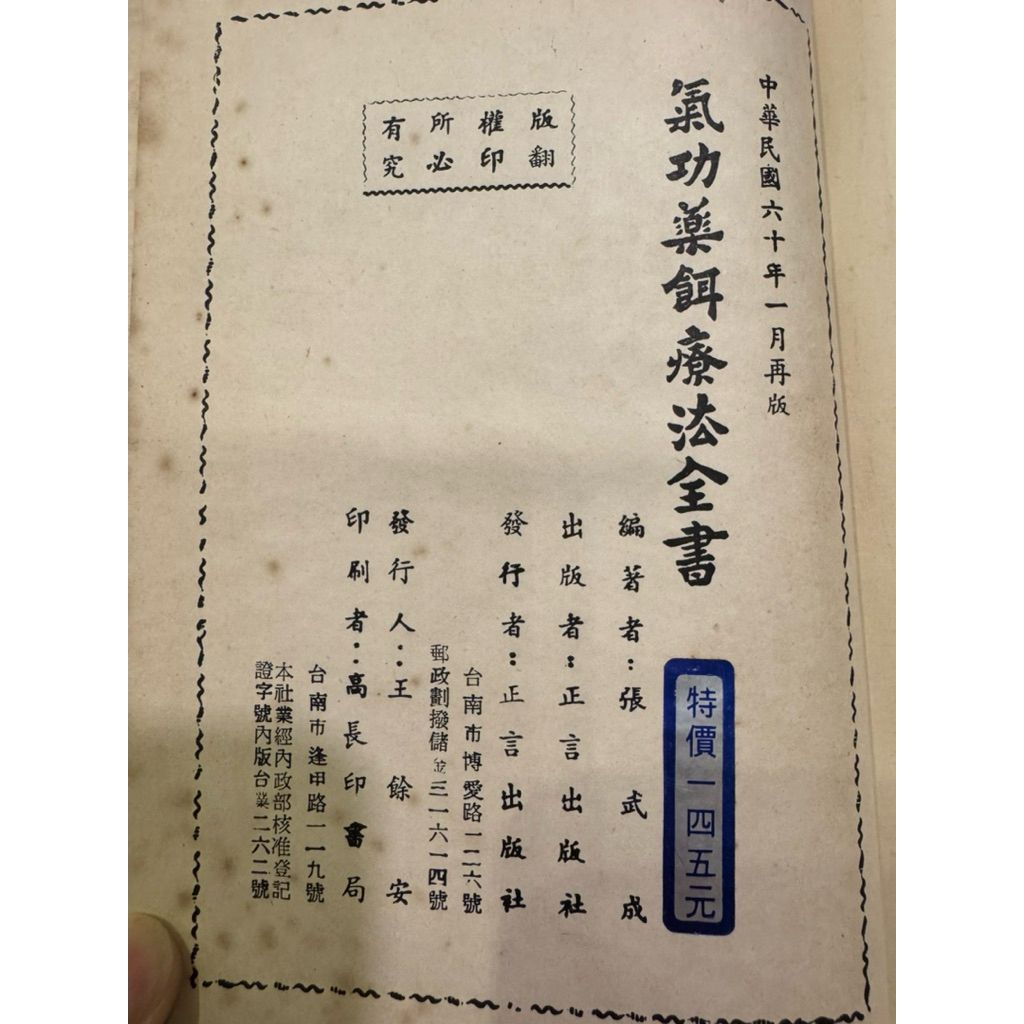 中華民國六十年一月再版
氣功藥餌療法全書
特價一四五元
版權所有
翻印必究
編著者：張武成
出版者：正言出版社
發行者：正言出版社
台南市博愛路一二六號
郵政劃撥儲金三一六一四號
發行人：王餘安
印刷者：高長印書局
台南市逢甲路一一九號
本社業經內政部核准登記
證字號內版台業二六二號